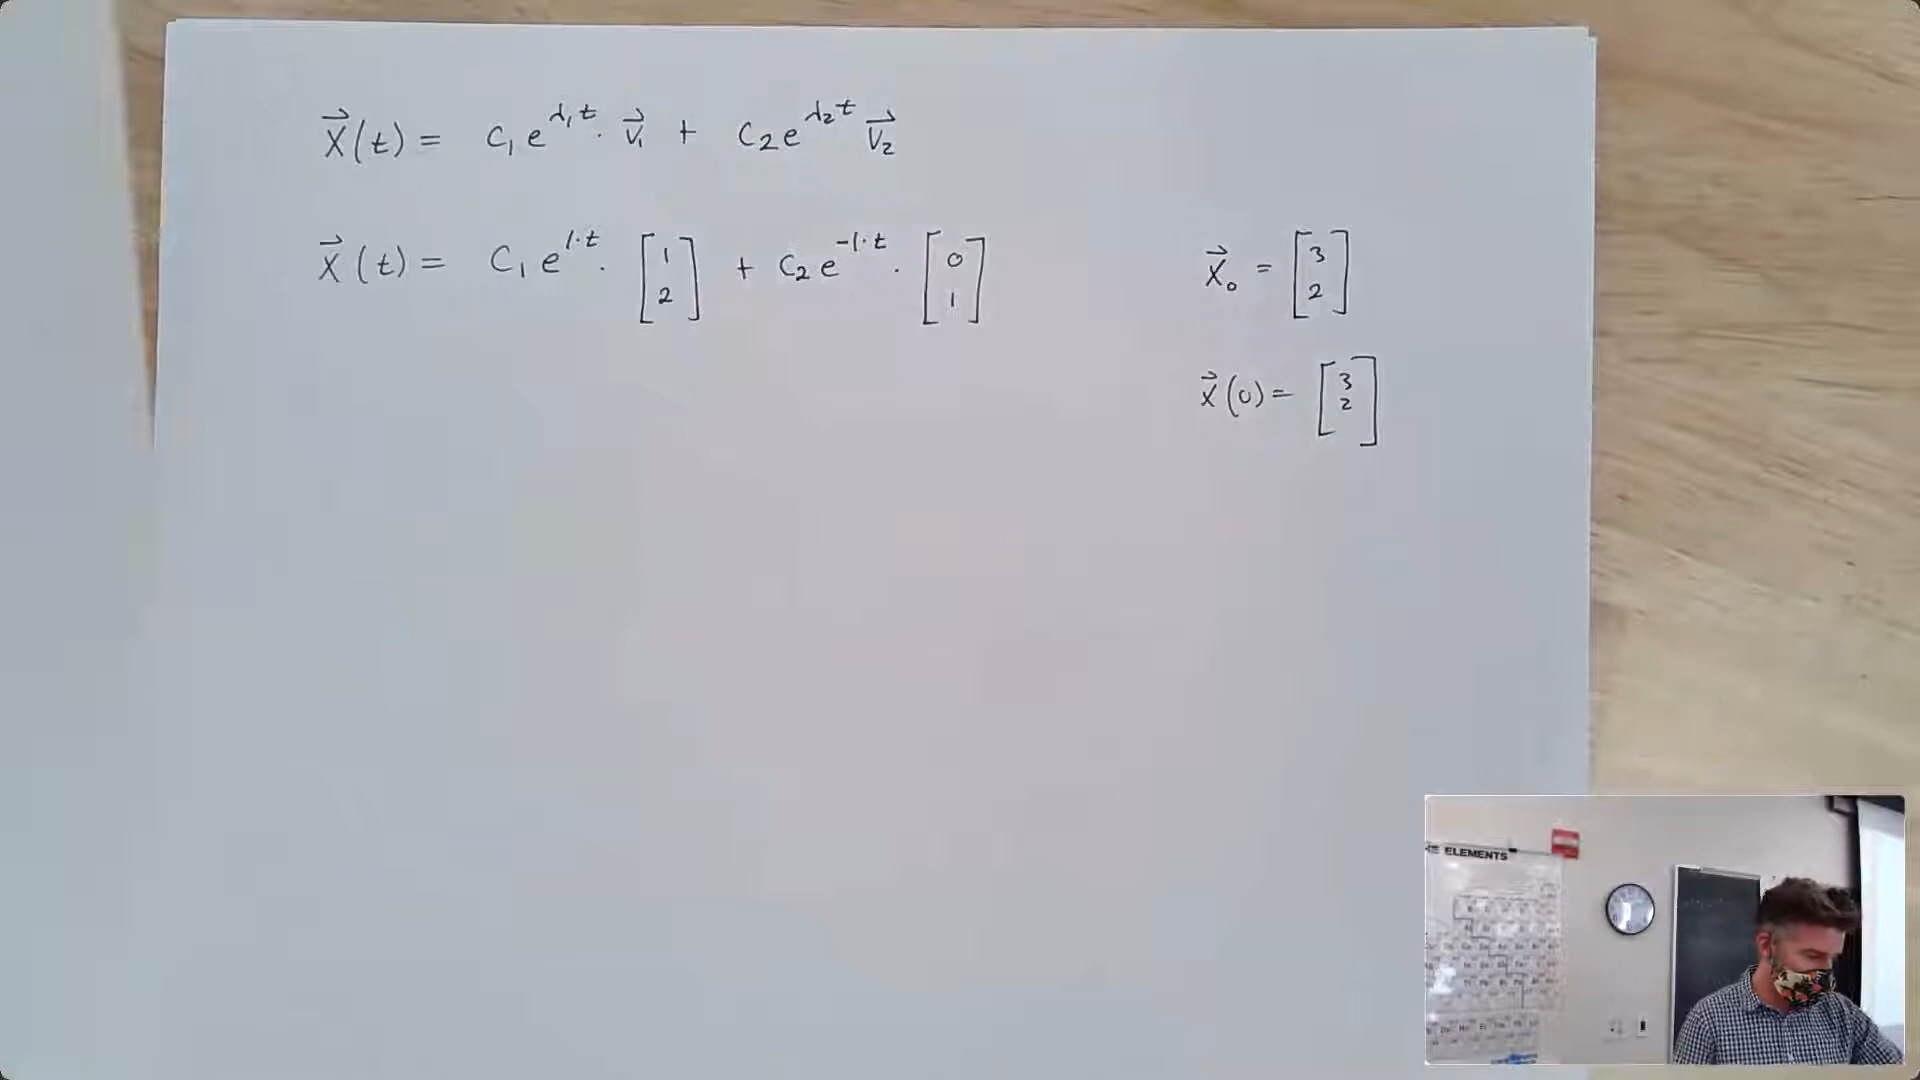 x⃗(t) = c₁e^λ₁t · v⃗₁ + c₂e^λ₂t v⃗₂
x⃗(t) = c₁e^1·t · [1 2] + c₂e^-1·t · [0 1]
x⃗₀ = [3 2]
x⃗(0) = [3 2]
ELEMENTS